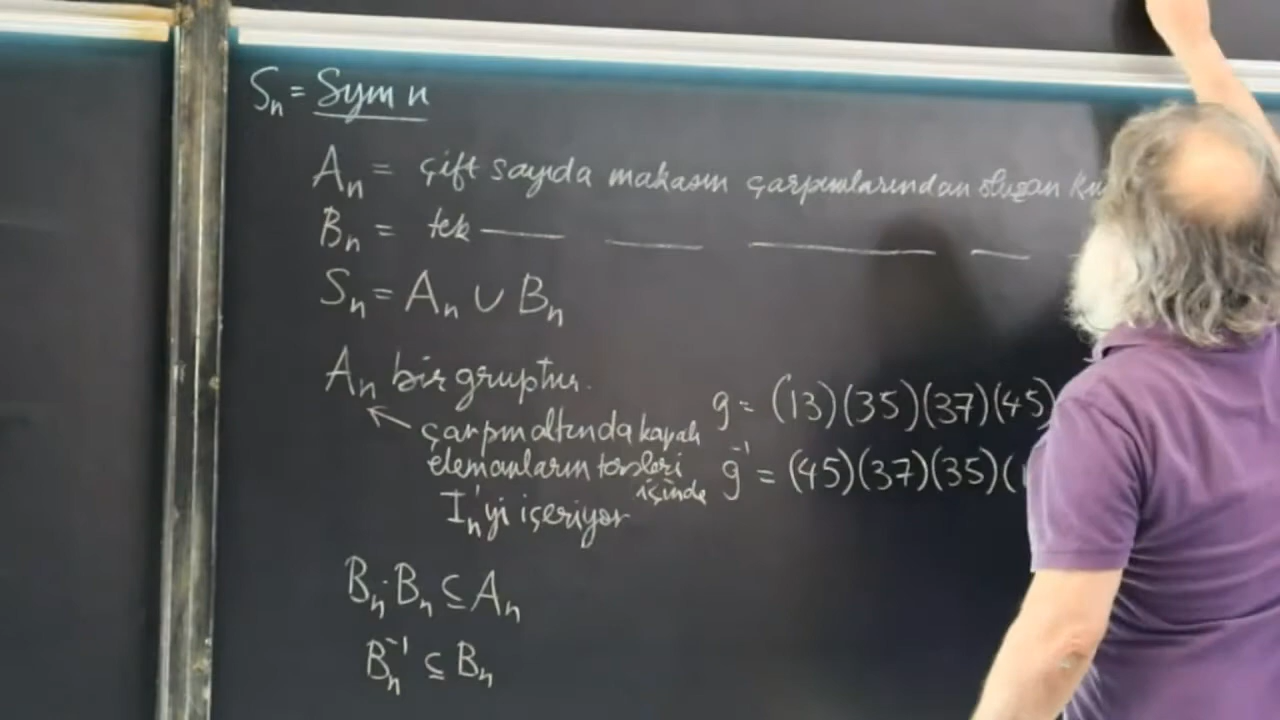 Sₙ = Sym n
Aₙ = çift sayıda makasın çarpımlarından oluşan
Bₙ = tek
Sₙ = Aₙ ∪ Bₙ
Aₙ bir gruptur.
çarpım altında kapalı
elemanların tersleri içinde
Iₙ'yi içeriyor
g = (13)(35)(37)(45)
g⁻¹ = (45)(37)(35)(
Bₙ·Bₙ ⊆ Aₙ
Bₙ⁻¹ ⊆ Bₙ